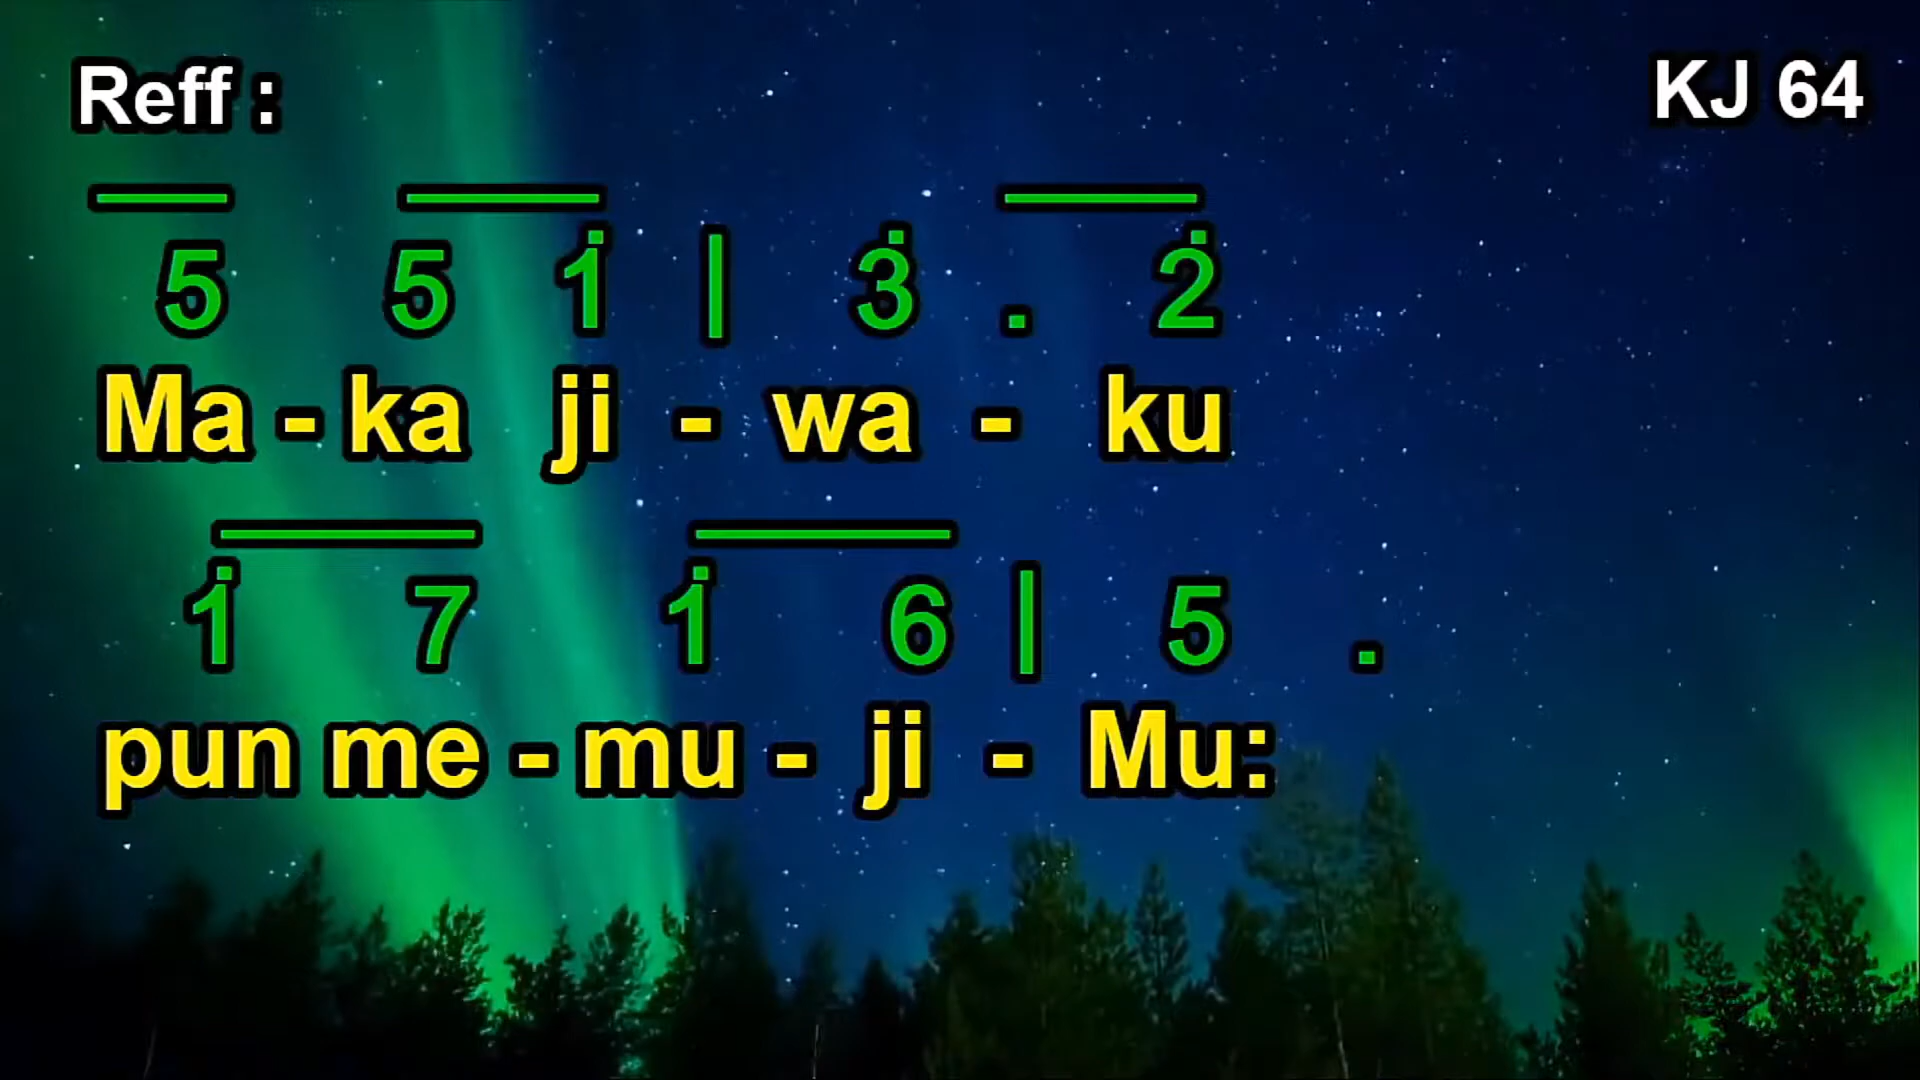 Reff : KJ 64
5 5 1̇ | 3̇ . 2̇
Ma - ka ji - wa - ku
1̇ 7 1̇ 6 | 5 .
pun me - mu - ji - Mu: